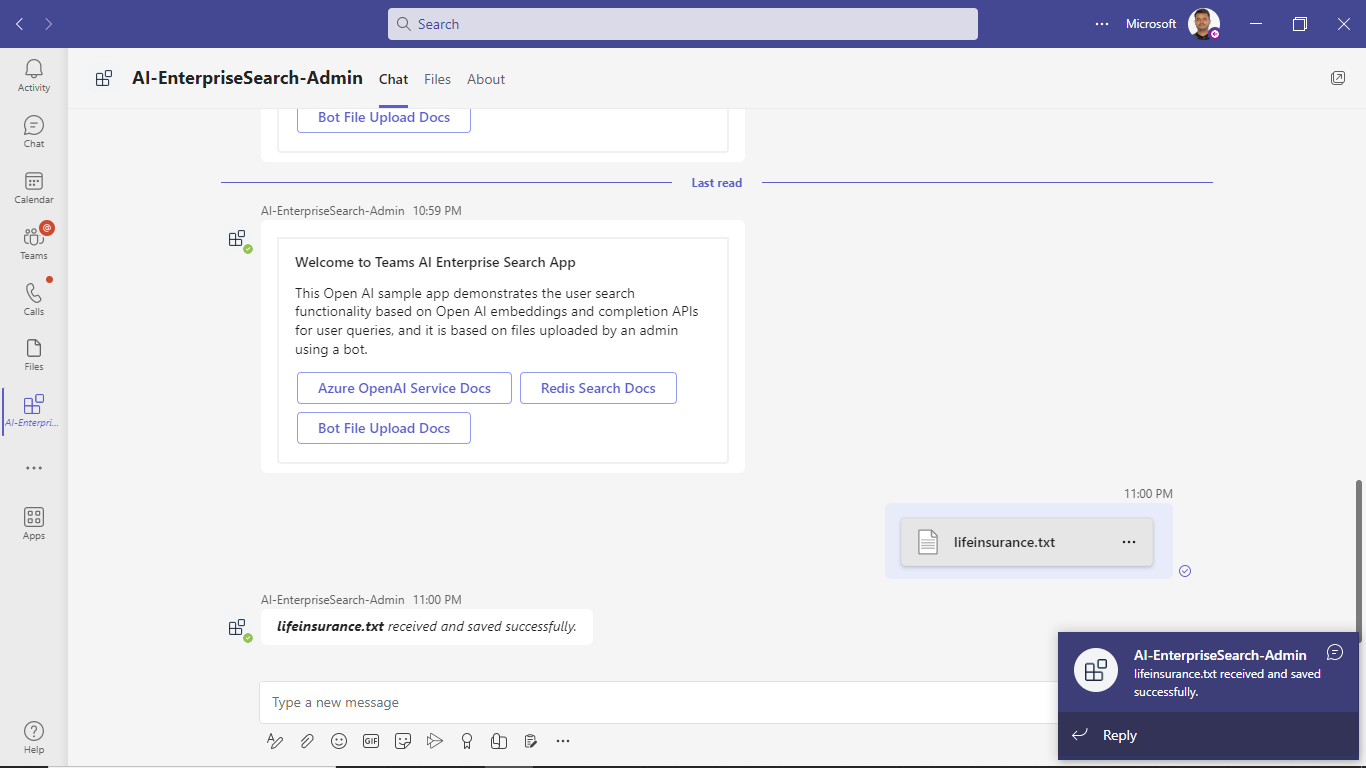 Search
Microsoft
Activity
Chat
Calendar
@
Teams
Calls
Files
AI-Enterpri...
Apps
Help
AI-EnterpriseSearch-Admin
Chat
Files
About
Bot File Upload Docs
Last read
AI-EnterpriseSearch-Admin 10:59 PM
Welcome to Teams AI Enterprise Search App
This Open AI sample app demonstrates the user search
functionality based on Open AI embeddings and completion APIs
for user queries, and it is based on files uploaded by an admin
using a bot.
Azure OpenAI Service Docs
Redis Search Docs
Bot File Upload Docs
11:00 PM
lifeinsurance.txt
AI-EnterpriseSearch-Admin 11:00 PM
lifeinsurance.txt received and saved successfully.
Type a new message
GIF
AI-EnterpriseSearch-Admin
lifeinsurance.txt received and saved
successfully.
Reply